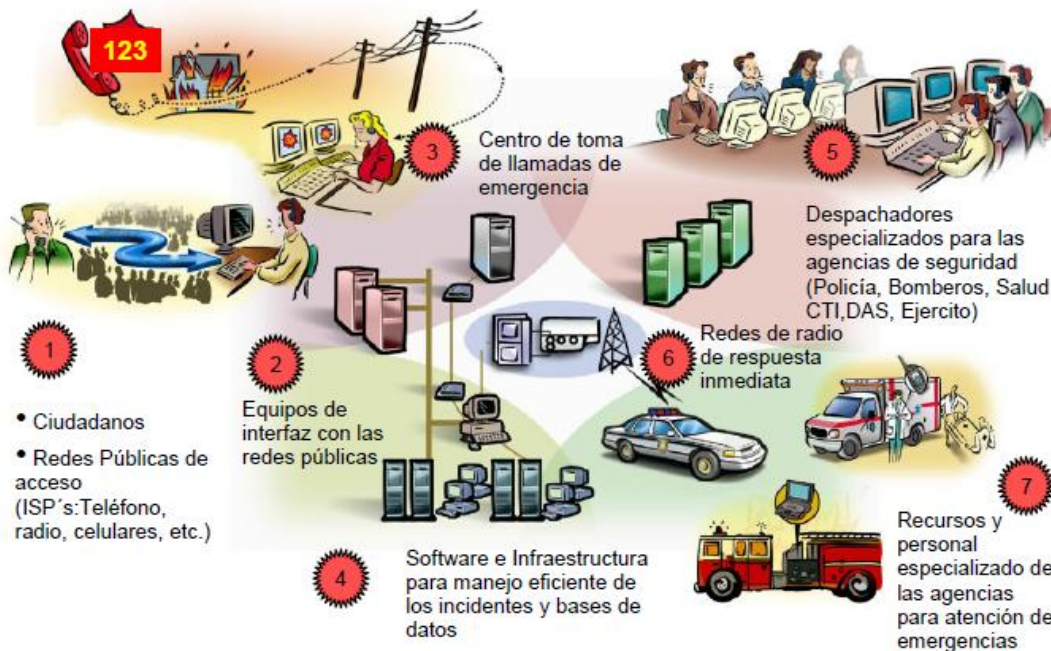 123
3
Centro de toma
de llamadas de
emergencia
5
Despachadores
especializados para las
agencias de seguridad
(Policía, Bomberos, Salud
CTI,DAS, Ejercito)
1
• Ciudadanos
• Redes Públicas de
acceso
(ISP´s:Teléfono,
radio, celulares, etc.)
2
Equipos de
interfaz con las
redes públicas
6
Redes de radio
de respuesta
inmediata
4
Software e Infraestructura
para manejo eficiente de
los incidentes y bases de
datos
7
Recursos y
personal
especializado de
las agencias
para atención de
emergencias